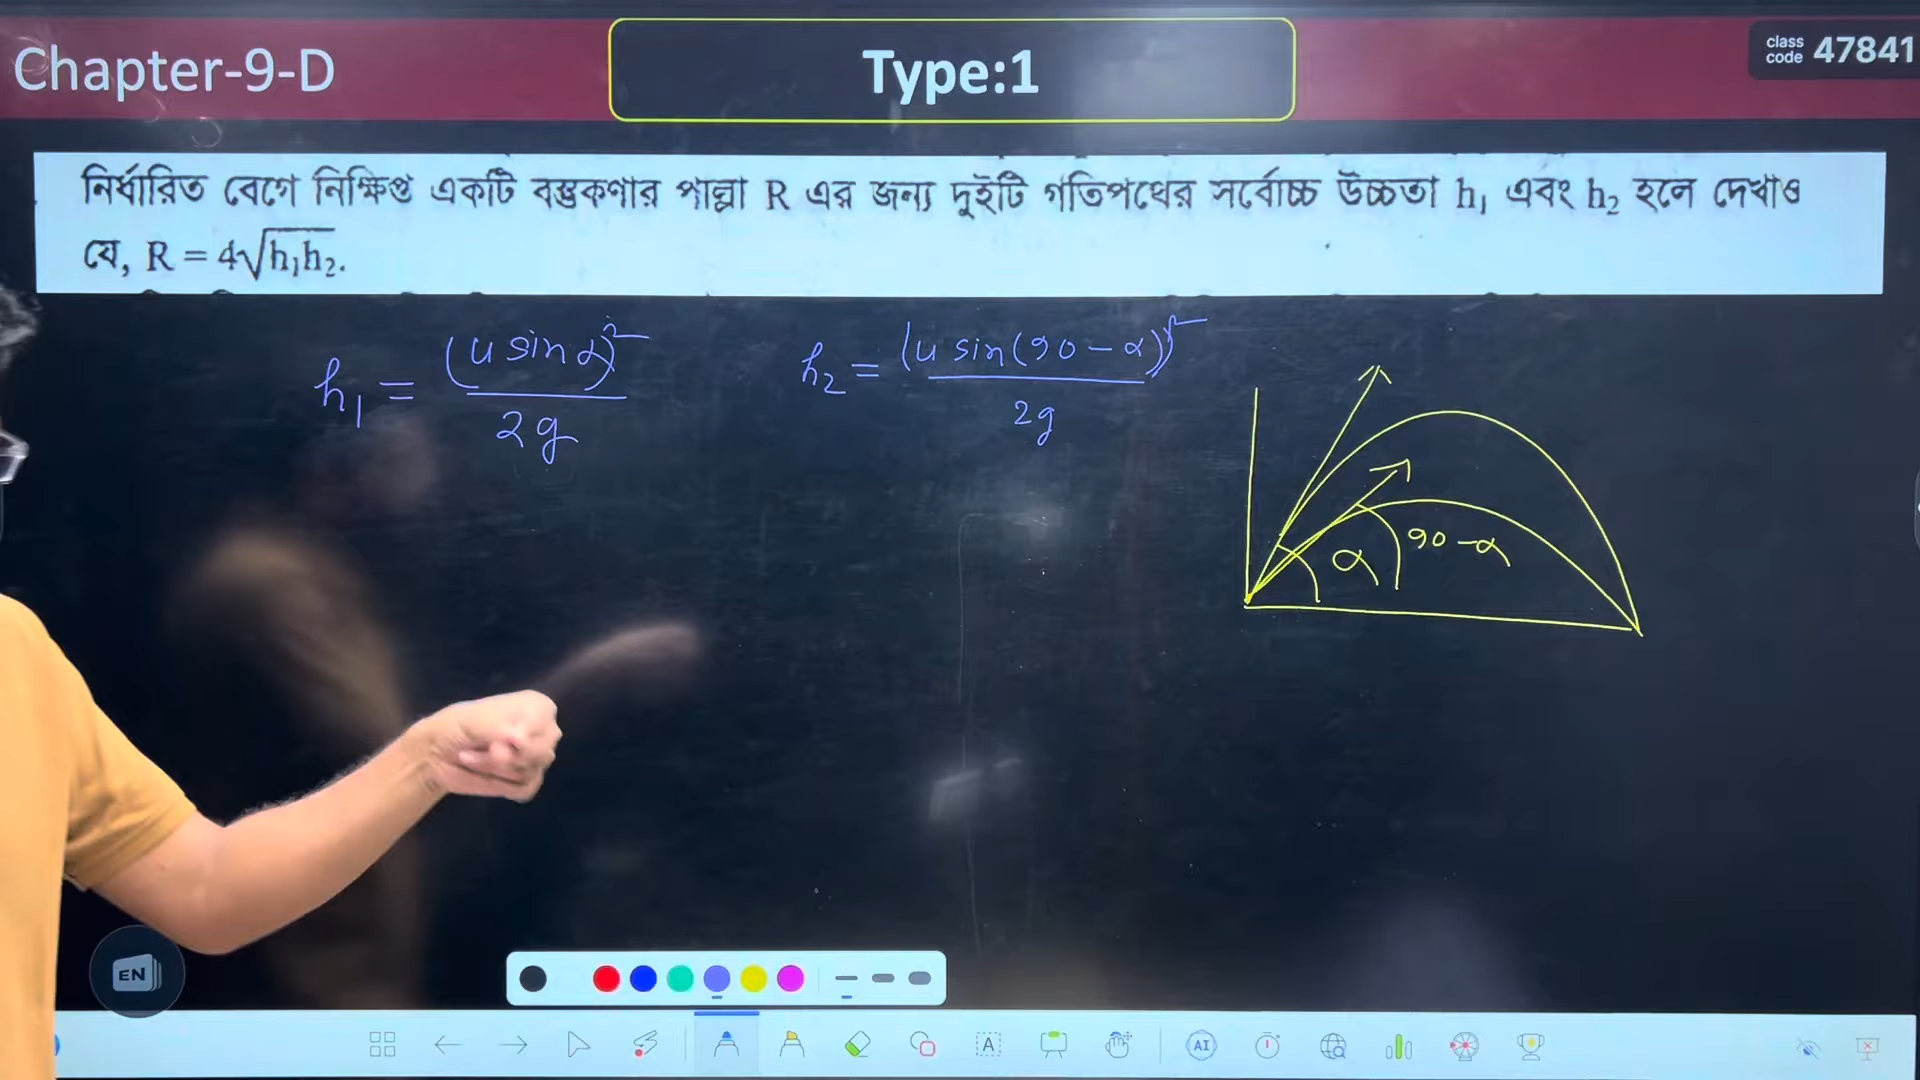 Chapter-9-D
Type:1
class code 47841
নির্ধারিত বেগে নিক্ষিপ্ত একটি বস্তুকণার পাল্লা R এর জন্য দুইটি গতিপথের সর্বোচ্চ উচ্চতা h₁ এবং h₂ হলে দেখাও
যে, R = 4√h₁h₂.
h₁ = (u sin α)² / 2g
h₂ = (u sin(90 − α))² / 2g
α
90 − α
EN
A
AI